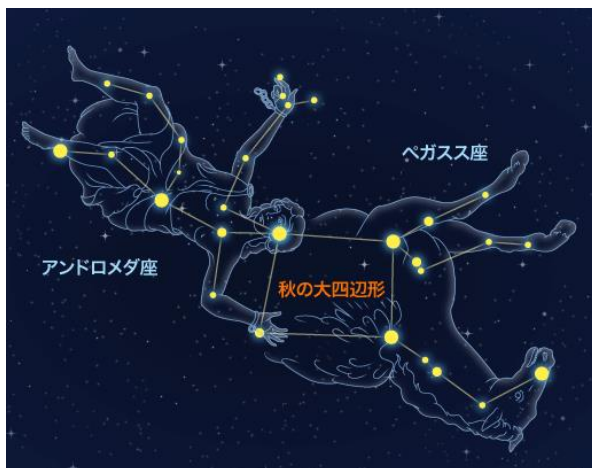 ペガスス座
アンドロメダ座
秋の大四辺形